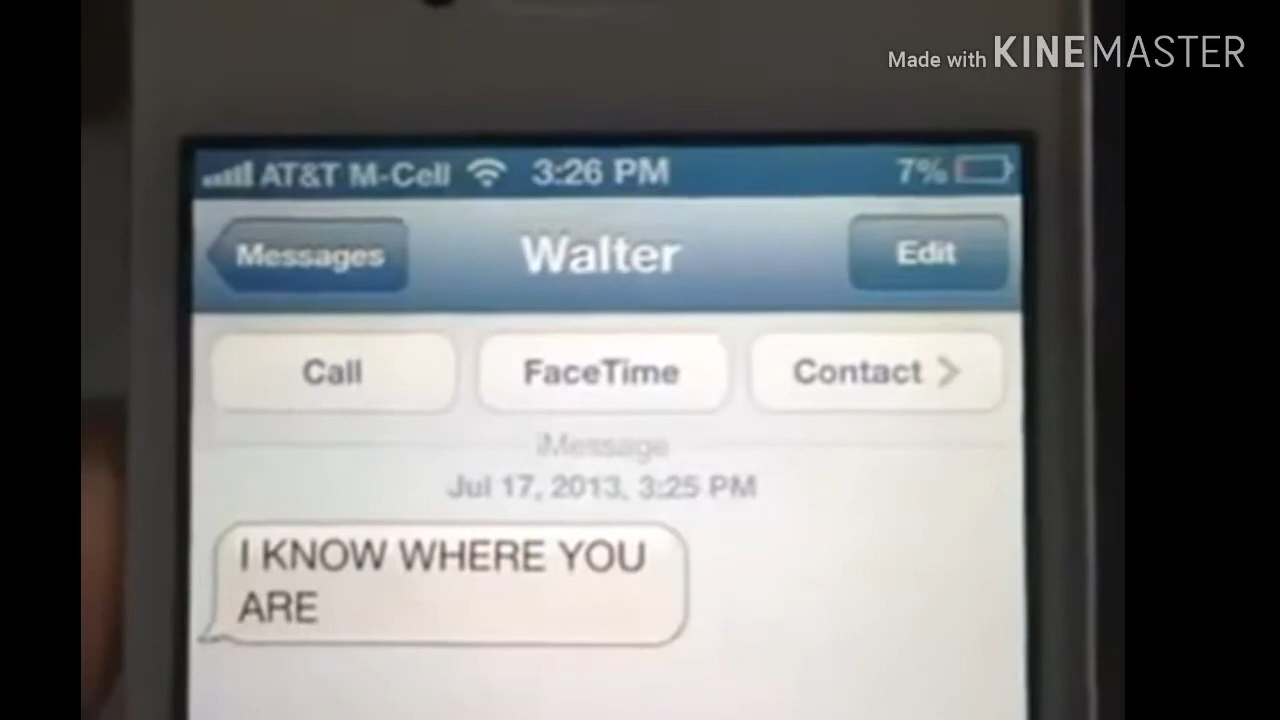 Made with KINEMASTER
AT&T M-Cell 3:26 PM 7%
Messages Walter Edit
Call FaceTime Contact
iMessage
Jul 17, 2013, 3:25 PM
I KNOW WHERE YOU
ARE